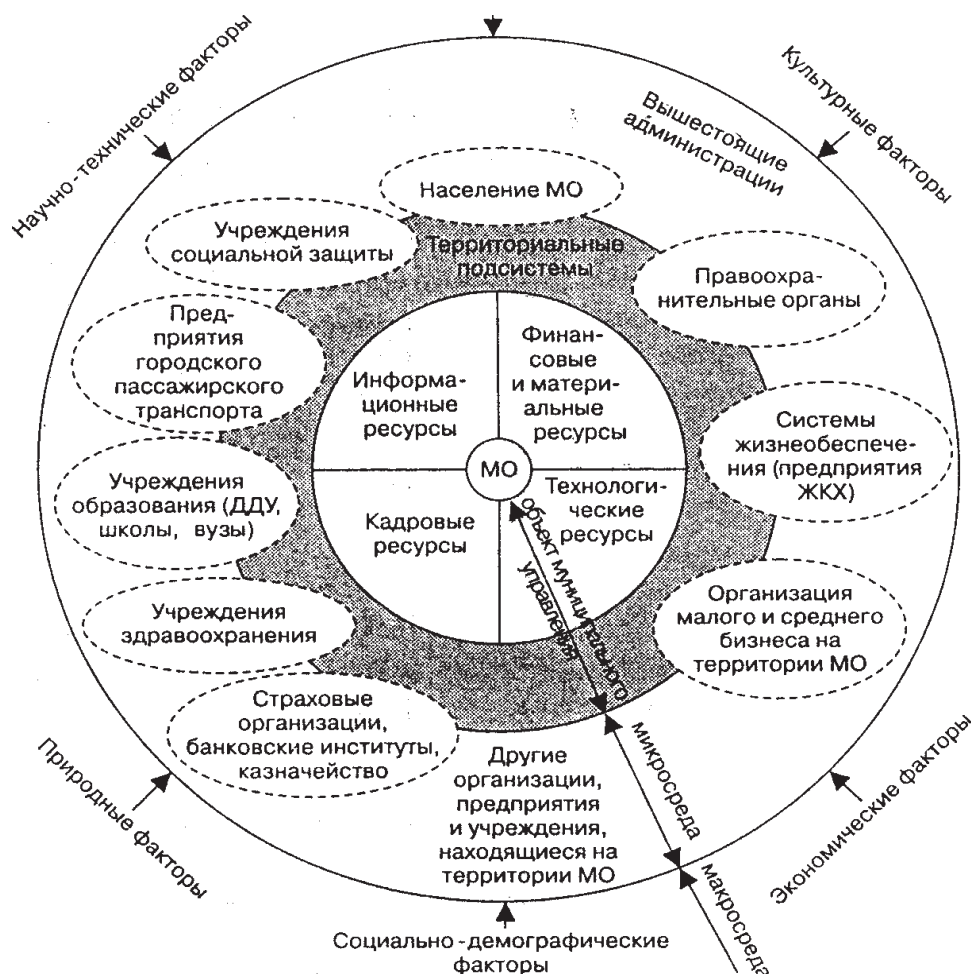 Научно-технические факторы
Культурные факторы
Вышестоящие
администрации
Население МО
Учреждения
социальной защиты
Территориальные
подсистемы
Правоохра-
нительные органы
Пред-
приятия
городского
пассажирского
транспорта
Информа-
ционные
ресурсы
Финан-
совые
и матери-
альные
ресурсы
Системы
жизнеобеспече-
ния (предприятия
ЖКХ)
МО
Учреждения
образования (ДДУ,
школы, вузы)
Кадровые
ресурсы
Технологи-
ческие
ресурсы
объект муниципального
управления
Учреждения
здравоохранения
Организация
малого и среднего
бизнеса на
территории МО
Страховые
организации,
банковские институты,
казначейство
Другие
организации,
предприятия
и учреждения,
находящиеся на
территории МО
микросреда
макросреда
Природные факторы
Экономические факторы
Социально-демографические
факторы